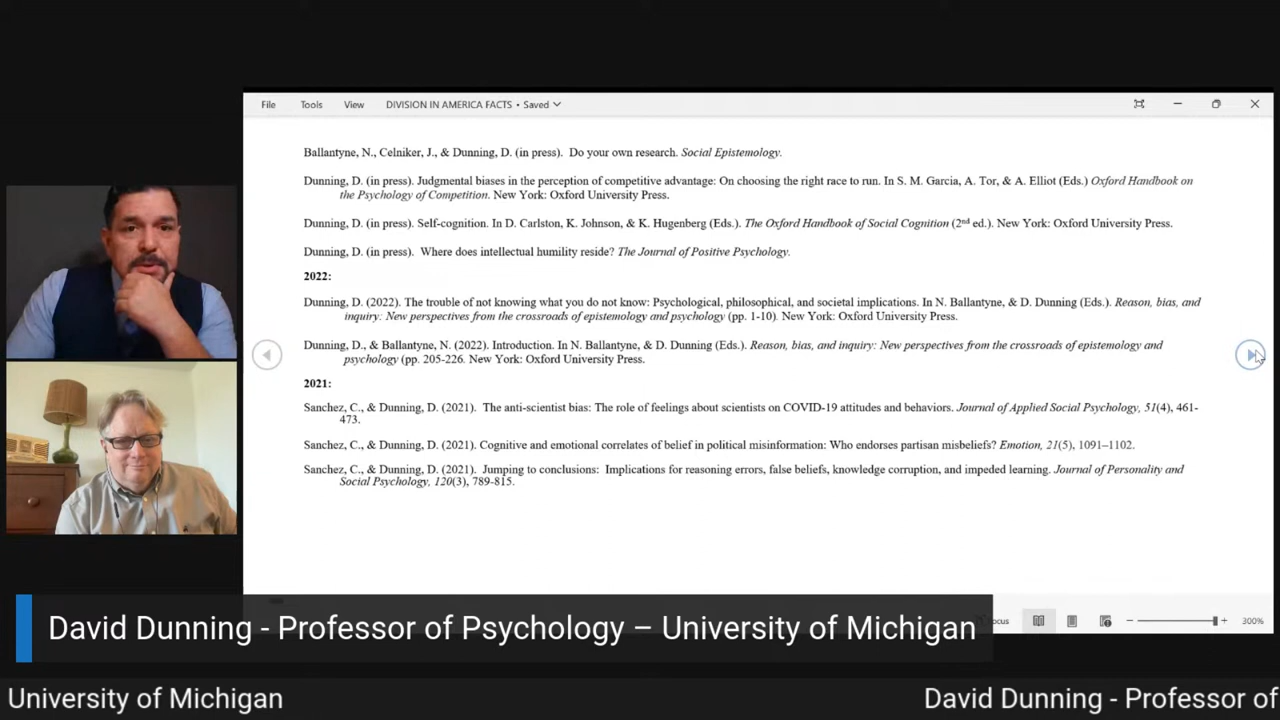 File Tools View DIVISION IN AMERICA FACTS • Saved
Ballantyne, N., Celniker, J., & Dunning, D. (in press). Do your own research. Social Epistemology.
Dunning, D. (in press). Judgmental biases in the perception of competitive advantage: On choosing the right race to run. In S. M. Garcia, A. Tor, & A. Elliot (Eds.) Oxford Handbook on
the Psychology of Competition. New York: Oxford University Press.
Dunning, D. (in press). Self-cognition. In D. Carlston, K. Johnson, & K. Hugenberg (Eds.). The Oxford Handbook of Social Cognition (2nd ed.). New York: Oxford University Press.
Dunning, D. (in press). Where does intellectual humility reside? The Journal of Positive Psychology.
2022:
Dunning, D. (2022). The trouble of not knowing what you do not know: Psychological, philosophical, and societal implications. In N. Ballantyne, & D. Dunning (Eds.). Reason, bias, and
inquiry: New perspectives from the crossroads of epistemology and psychology (pp. 1-10). New York: Oxford University Press.
Dunning, D., & Ballantyne, N. (2022). Introduction. In N. Ballantyne, & D. Dunning (Eds.). Reason, bias, and inquiry: New perspectives from the crossroads of epistemology and
psychology (pp. 205-226. New York: Oxford University Press.
2021:
Sanchez, C., & Dunning, D. (2021). The anti-scientist bias: The role of feelings about scientists on COVID-19 attitudes and behaviors. Journal of Applied Social Psychology, 51(4), 461-
473.
Sanchez, C., & Dunning, D. (2021). Cognitive and emotional correlates of belief in political misinformation: Who endorses partisan misbeliefs? Emotion, 21(5), 1091–1102.
Sanchez, C., & Dunning, D. (2021). Jumping to conclusions: Implications for reasoning errors, false beliefs, knowledge corruption, and impeded learning. Journal of Personality and
Social Psychology, 120(3), 789-815.
300%
David Dunning - Professor of Psychology – University of Michigan
University of Michigan David Dunning - Professor of